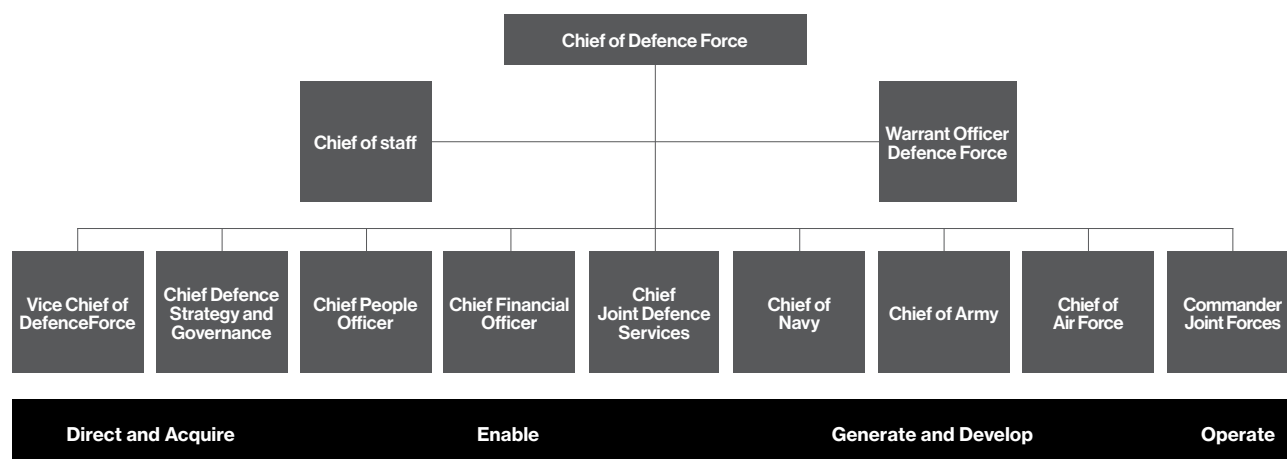 Chief of Defence Force
Chief of staff
Warrant Officer
Defence Force
Vice Chief of
DefenceForce
Chief Defence
Strategy and
Governance
Chief People
Officer
Chief Financial
Officer
Chief
Joint Defence
Services
Chief of
Navy
Chief of Army
Chief of
Air Force
Commander
Joint Forces
Direct and Acquire
Enable
Generate and Develop
Operate